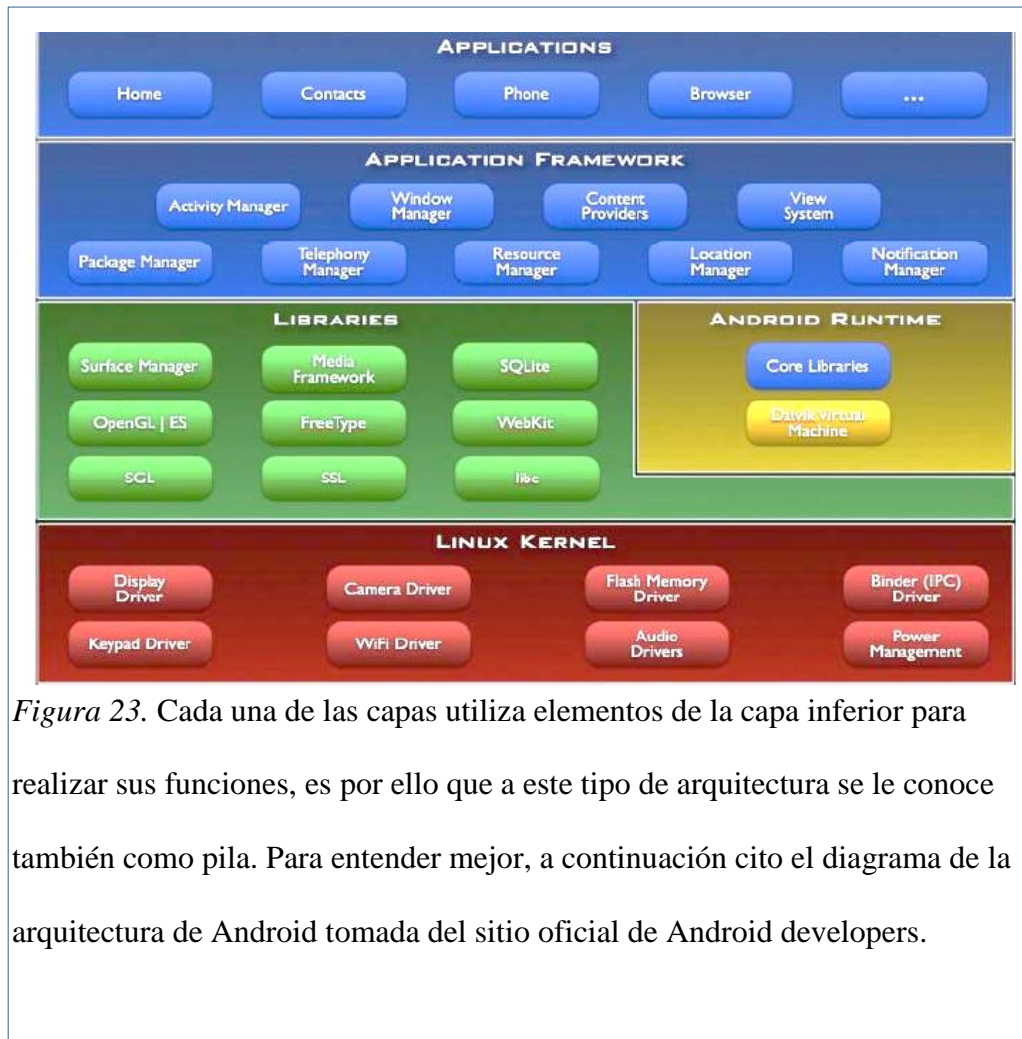 APPLICATIONS
Home Contacts Phone Browser ...
APPLICATION FRAMEWORK
Activity Manager Window Manager Content Providers View System
Package Manager Telephony Manager Resource Manager Location Manager Notification Manager
LIBRARIES
Surface Manager Media Framework SQLite
OpenGL | ES FreeType WebKit
SGL SSL libc
ANDROID RUNTIME
Core Libraries
Dalvik Virtual Machine
LINUX KERNEL
Display Driver Camera Driver Flash Memory Driver Binder (IPC) Driver
Keypad Driver WiFi Driver Audio Drivers Power Management
Figura 23. Cada una de las capas utiliza elementos de la capa inferior para
realizar sus funciones, es por ello que a este tipo de arquitectura se le conoce
también como pila. Para entender mejor, a continuación cito el diagrama de la
arquitectura de Android tomada del sitio oficial de Android developers.